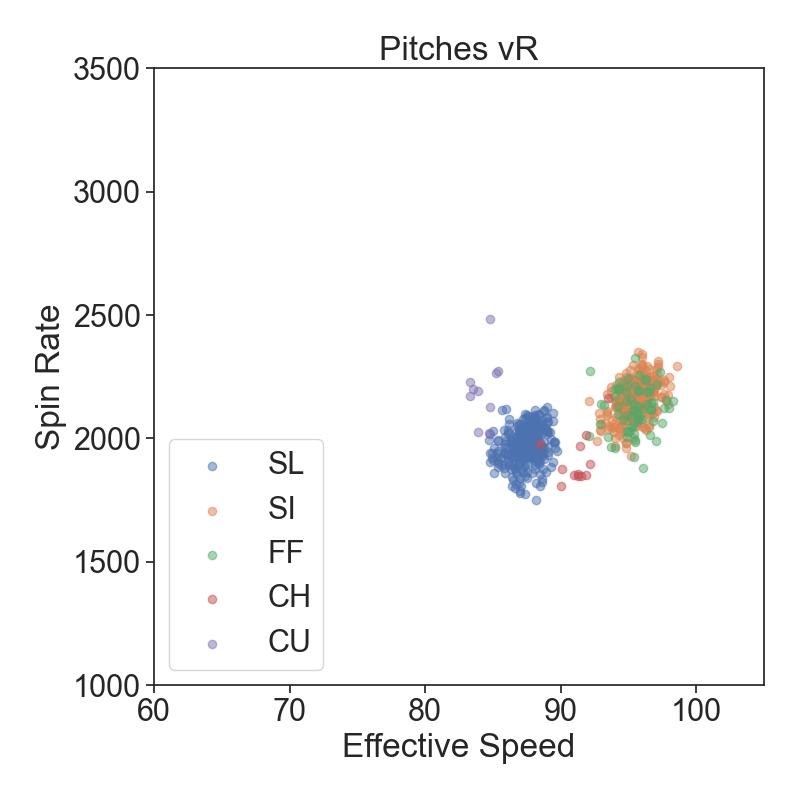 Pitches vR
3500
3000
2500
2000
1500
1000
Spin Rate
SL
SI
FF
CH
CU
60 70 80 90 100
Effective Speed